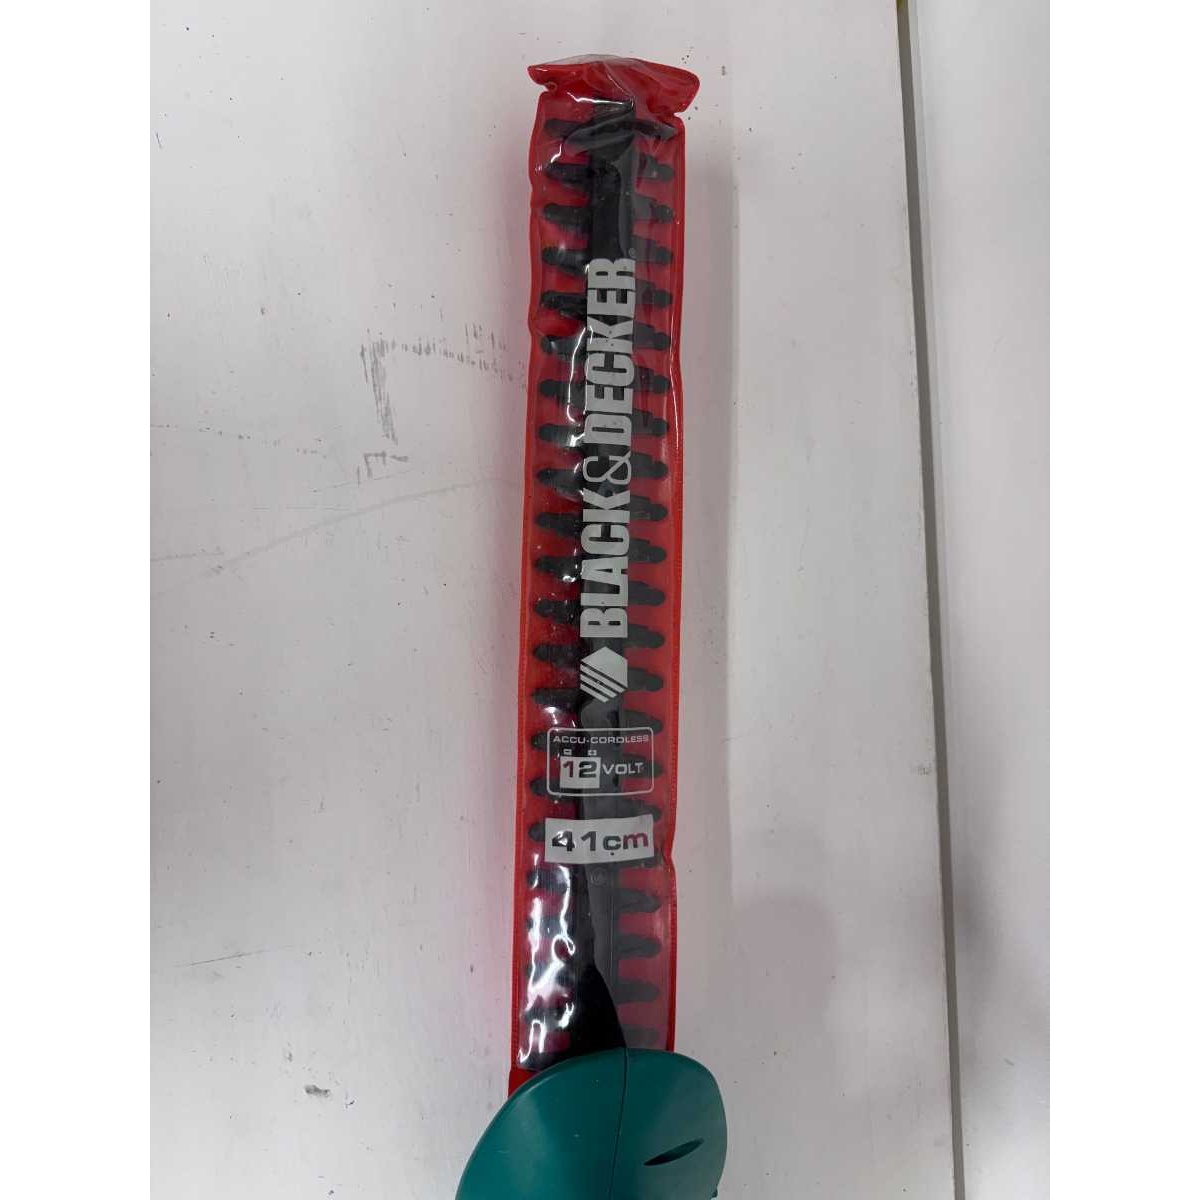 BLACK&DECKER®
ACCU-CORDLESS
12 VOLT
41cm